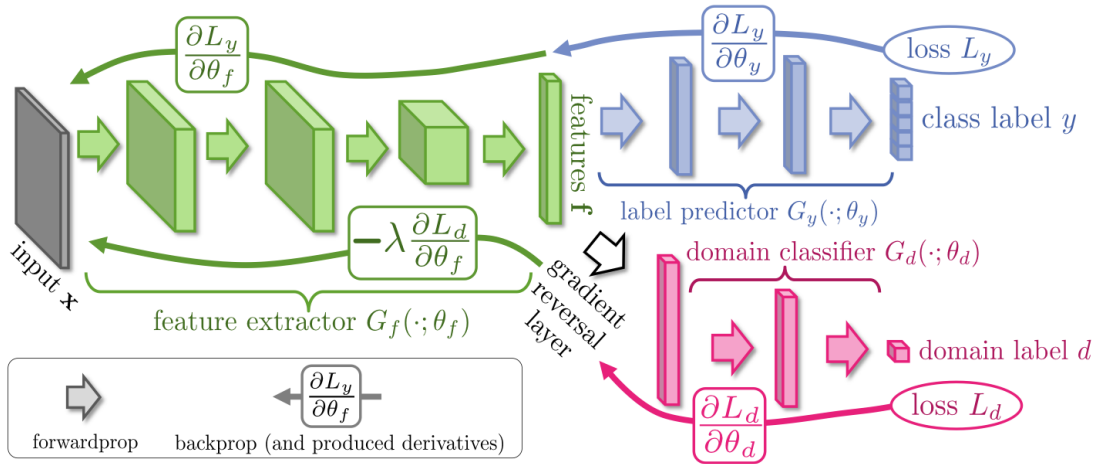 ∂L_y/∂θ_f
∂L_y/∂θ_y
loss L_y
features f
class label y
label predictor G_y(·;θ_y)
−λ ∂L_d/∂θ_f
input x
feature extractor G_f(·;θ_f)
gradient
reversal
layer
domain classifier G_d(·;θ_d)
domain label d
∂L_d/∂θ_d
loss L_d
∂L_y/∂θ_f
forwardprop
backprop (and produced derivatives)